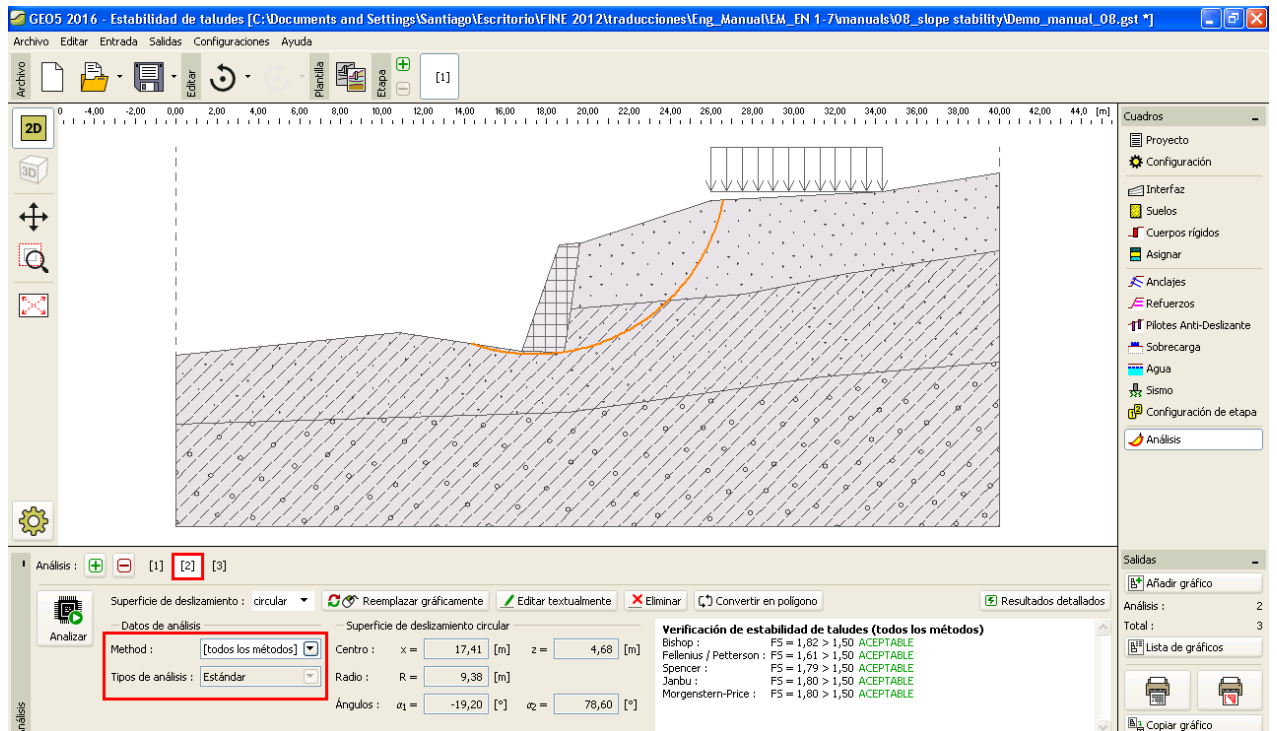 GEO5 2016 - Estabilidad de taludes [C:\Documents and Settings\Santiago\Escritorio\FINE 2012\traducciones\Eng_Manual\EM_EN 1-7\manuals\08_slope stability\Demo_manual_08.gst *]
Archivo Editar Entrada Salidas Configuraciones Ayuda
Archivo
Editar
Plantilla
Etapa
[1]
0 -4,00 -2,00 0,00 2,00 4,00 6,00 8,00 10,00 12,00 14,00 16,00 18,00 20,00 22,00 24,00 26,00 28,00 30,00 32,00 34,00 36,00 38,00 40,00 42,00 44,0 [m]
2D
3D
Cuadros
Proyecto
Configuración
Interfaz
Suelos
Cuerpos rígidos
Asignar
Anclajes
Refuerzos
Pilotes Anti-Deslizante
Sobrecarga
Agua
Sismo
Configuración de etapa
Análisis
Análisis : [1] [2] [3]
Analizar
Superficie de deslizamiento : circular
Reemplazar gráficamente
Editar textualmente
Eliminar
Convertir en polígono
Resultados detallados
Datos de análisis
Method : [todos los métodos]
Tipos de análisis : Estándar
Superficie de deslizamiento circular
Centro : x = 17,41 [m] z = 4,68 [m]
Radio : R = 9,38 [m]
Ángulos : α1 = -19,20 [°] α2 = 78,60 [°]
Verificación de estabilidad de taludes (todos los métodos)
Bishop : FS = 1,82 > 1,50 ACEPTABLE
Fellenius / Petterson : FS = 1,61 > 1,50 ACEPTABLE
Spencer : FS = 1,79 > 1,50 ACEPTABLE
Janbu : FS = 1,80 > 1,50 ACEPTABLE
Morgenstern-Price : FS = 1,80 > 1,50 ACEPTABLE
Análisis
Salidas
Añadir gráfico
Análisis : 2
Total : 3
Lista de gráficos
Copiar gráfico